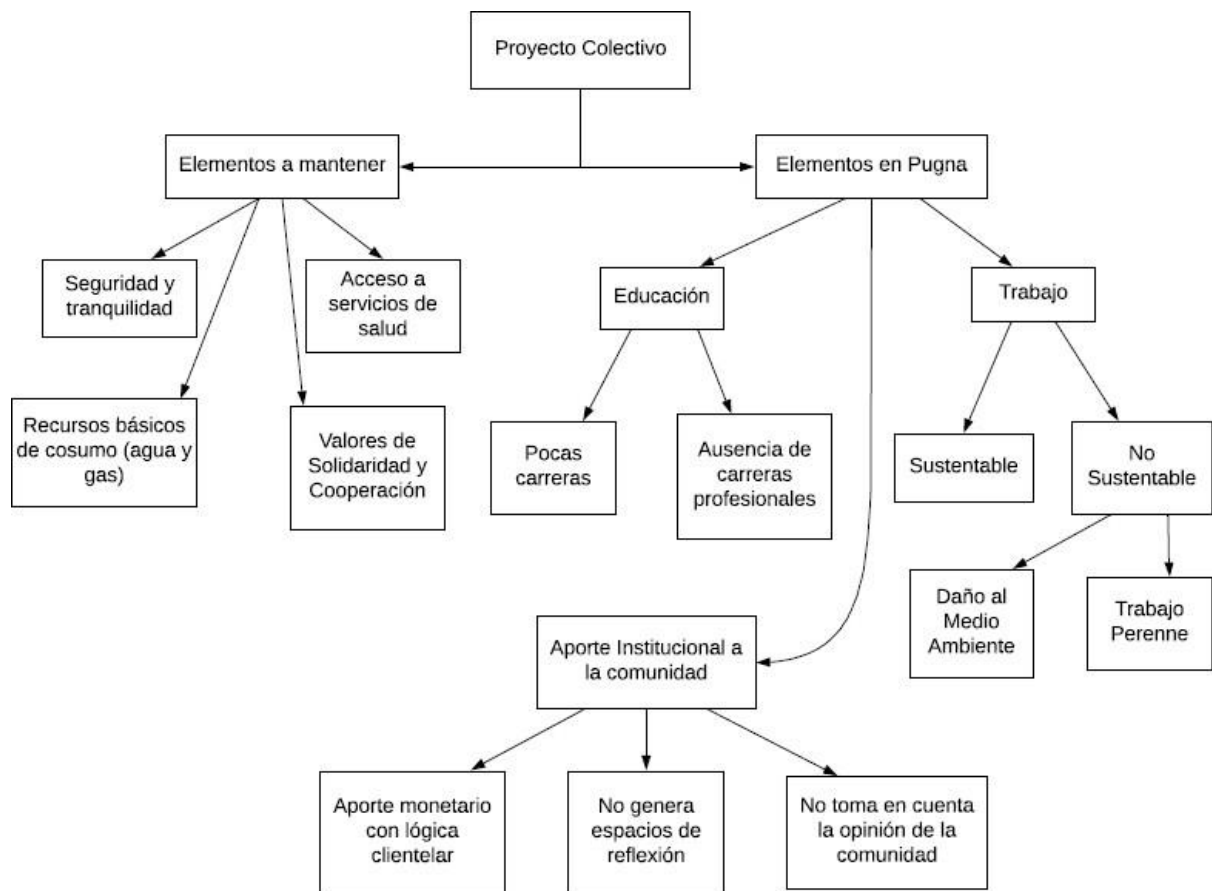 Proyecto Colectivo
Elementos a mantener
Elementos en Pugna
Seguridad y
tranquilidad
Acceso a
servicios de
salud
Educación
Trabajo
Recursos básicos
de cosumo (agua y
gas)
Valores de
Solidaridad y
Cooperación
Pocas
carreras
Ausencia de
carreras
profesionales
Sustentable
No
Sustentable
Daño al
Medio
Ambiente
Trabajo
Perenne
Aporte Institucional a
la comunidad
Aporte monetario
con lógica
clientelar
No genera
espacios de
reflexión
No toma en cuenta
la opinión de la
comunidad